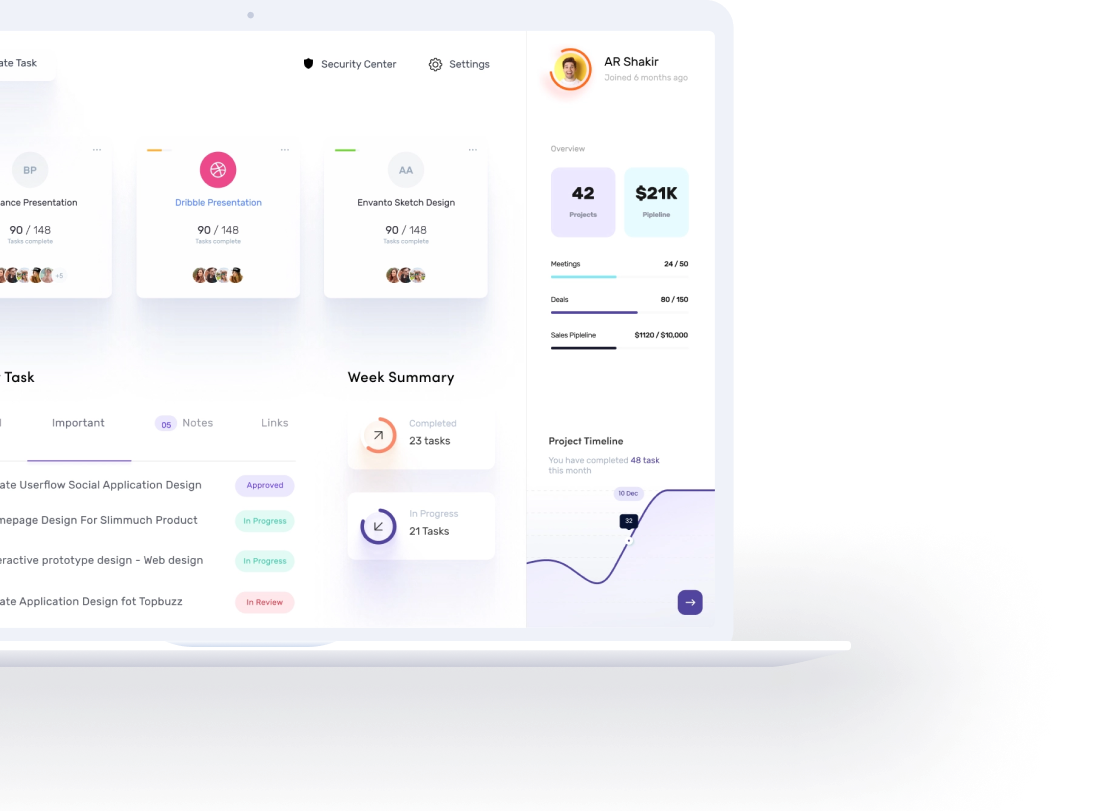 ate Task
Security Center
Settings
AR Shakir
Joined 6 months ago
BP
ance Presentation
90 / 148
Tasks complete
+5
Dribble Presentation
90 / 148
Tasks complete
AA
Envanto Sketch Design
90 / 148
Tasks complete
Overview
42
Projects
$21K
Pipleline
Meetings 24 / 50
Deals 80 / 150
Sales Pipleline $1120 / $10,000
Task
Important
05 Notes
Links
ate Userflow Social Application Design Approved
mepage Design For Slimmuch Product In Progress
eractive prototype design - Web design In Progress
ate Application Design fot Topbuzz In Review
Week Summary
Completed
23 tasks
In Progress
21 Tasks
Project Timeline
You have completed 48 task
this month
10 Dec
32